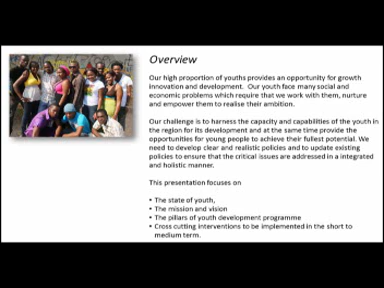 Overview
Our high proportion of youths provides an opportunity for growth
innovation and development. Our youth face many social and
economic problems which require that we work with them, nurture
and empower them to realise their ambition.
Our challenge is to harness the capacity and capabilities of the youth in
the region for its development and at the same time provide the
opportunities for young people to achieve their fullest potential. We
need to develop clear and realistic policies and to update existing
policies to ensure that the critical issues are addressed in a integrated
and holistic manner.
This presentation focuses on
• The state of youth,
• The mission and vision
• The pillars of youth development programme
• Cross cutting interventions to be implemented in the short to
medium term.